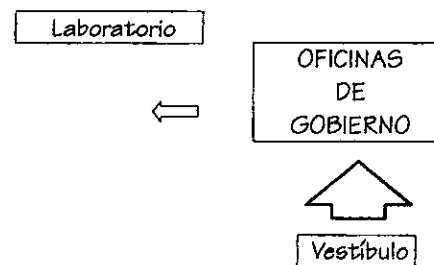 Laboratorio
OFICINAS
DE
GOBIERNO
Vestíbulo